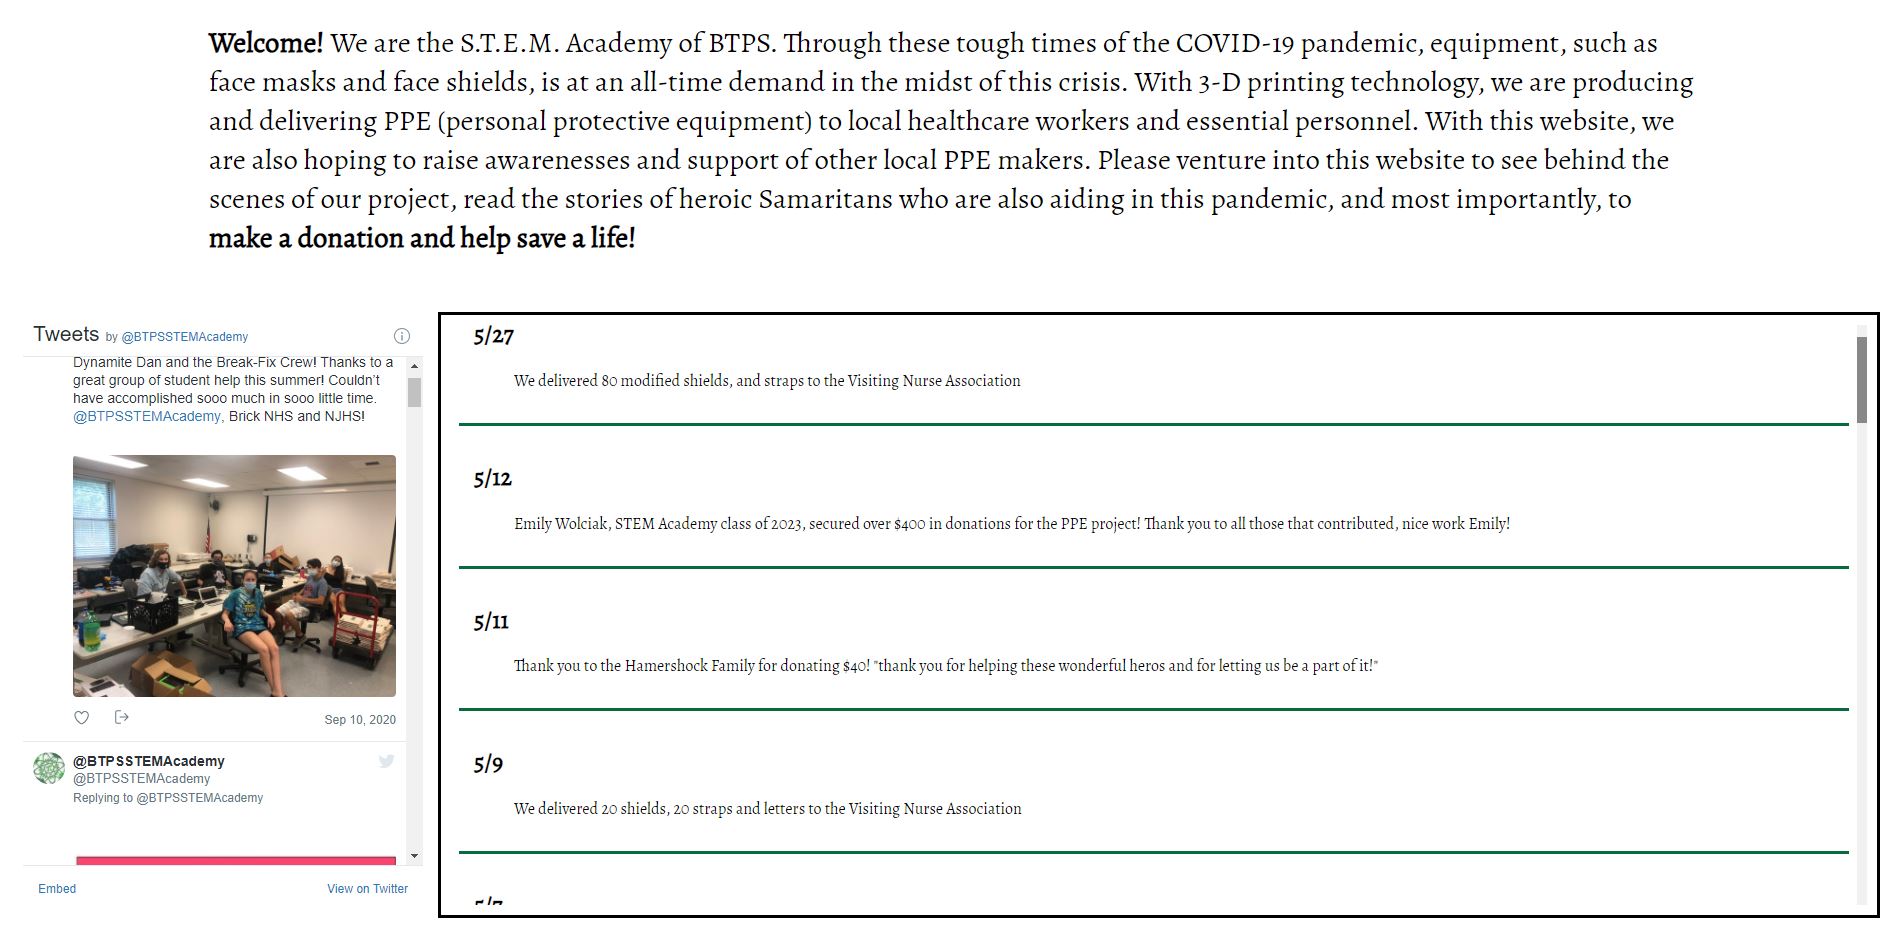 Welcome! We are the S.T.E.M. Academy of BTPS. Through these tough times of the COVID-19 pandemic, equipment, such as
face masks and face shields, is at an all-time demand in the midst of this crisis. With 3-D printing technology, we are producing
and delivering PPE (personal protective equipment) to local healthcare workers and essential personnel. With this website, we
are also hoping to raise awarenesses and support of other local PPE makers. Please venture into this website to see behind the
scenes of our project, read the stories of heroic Samaritans who are also aiding in this pandemic, and most importantly, to
make a donation and help save a life!
Tweets by @BTPSSTEMAcademy
Dynamite Dan and the Break-Fix Crew! Thanks to a
great group of student help this summer! Couldn't
have accomplished sooo much in sooo little time.
@BTPSSTEMAcademy, Brick NHS and NJHS!
Sep 10, 2020
@BTPSSTEMAcademy
@BTPSSTEMAcademy
Replying to @BTPSSTEMAcademy
Embed
View on Twitter
5/27
We delivered 80 modified shields, and straps to the Visiting Nurse Association
5/12
Emily Wolciak, STEM Academy class of 2023, secured over $400 in donations for the PPE project! Thank you to all those that contributed, nice work Emily!
5/11
Thank you to the Hamershock Family for donating $40! "thank you for helping these wonderful heros and for letting us be a part of it!"
5/9
We delivered 20 shields, 20 straps and letters to the Visiting Nurse Association
5/7